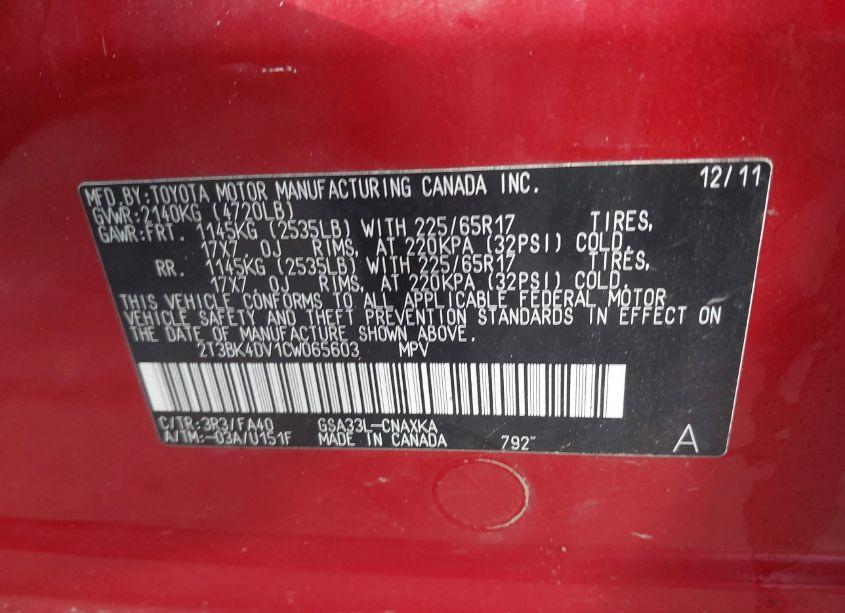 MFD.BY:TOYOTA MOTOR MANUFACTURING CANADA INC. 12/11
GVWR:2140KG (4720LB)
GAWR:FRT. 1145KG (2535LB) WITH 225/65R17 TIRES,
17X7 0J RIMS, AT 220KPA (32PSI) COLD,
RR. 1145KG (2535LB) WITH 225/65R17 TIRES,
17X7 0J RIMS, AT 220KPA (32PSI) COLD.
THIS VEHICLE CONFORMS TO ALL APPLICABLE FEDERAL MOTOR
VEHICLE SAFETY AND THEFT PREVENTION STANDARDS IN EFFECT ON
THE DATE OF MANUFACTURE SHOWN ABOVE.
2T3BK4DV1CW065603 MPV
C/TR:3R3/FA40 GSA33L-CNAXKA
A/TM:-03A/U151F MADE IN CANADA 792" A